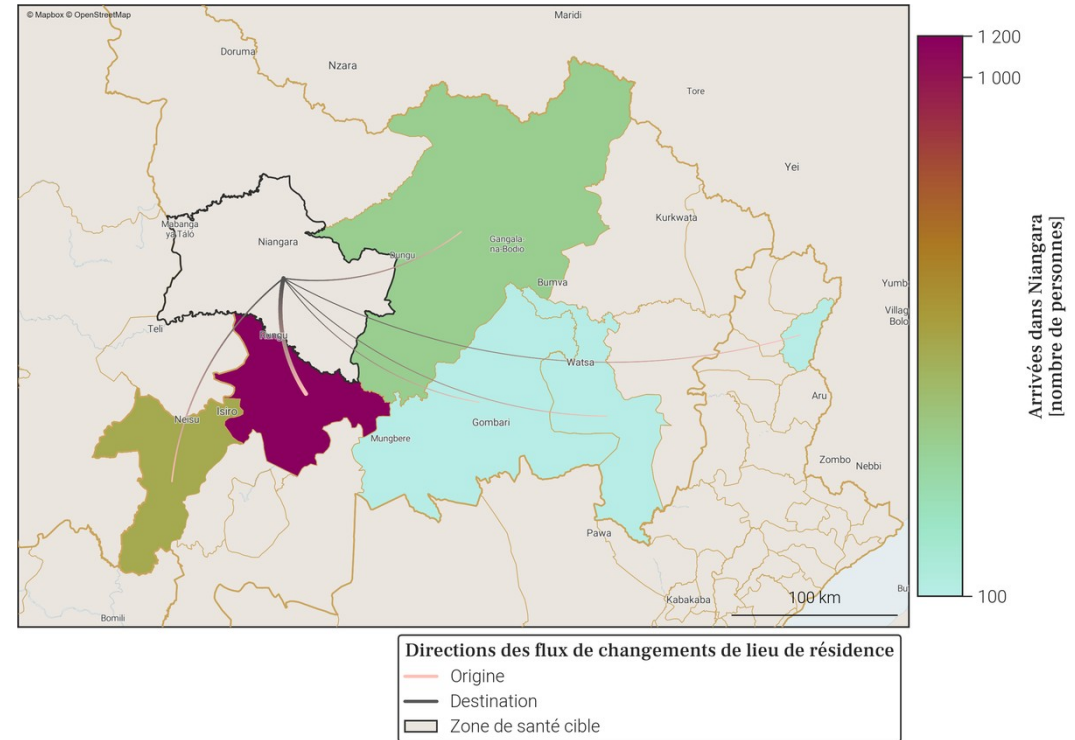 © Mapbox © OpenStreetMap
Maridi
Doruma
Nzara
Tore
Yei
Kurkwata
Mabanga
ya Talo
Niangara
Dungu
Gangala
na-Bodio
Bumva
Yumb
Villag
Bolo
Teli
Rungu
Watsa
Aru
Neisu
Isiro
Gombari
Mungbere
Zombo
Nebbi
Pawa
Bu
Kabakaba
Bomili
100 km
1 200
1 000
100
Arrivées dans Niangara
[nombre de personnes]
Directions des flux de changements de lieu de résidence
Origine
Destination
Zone de santé cible